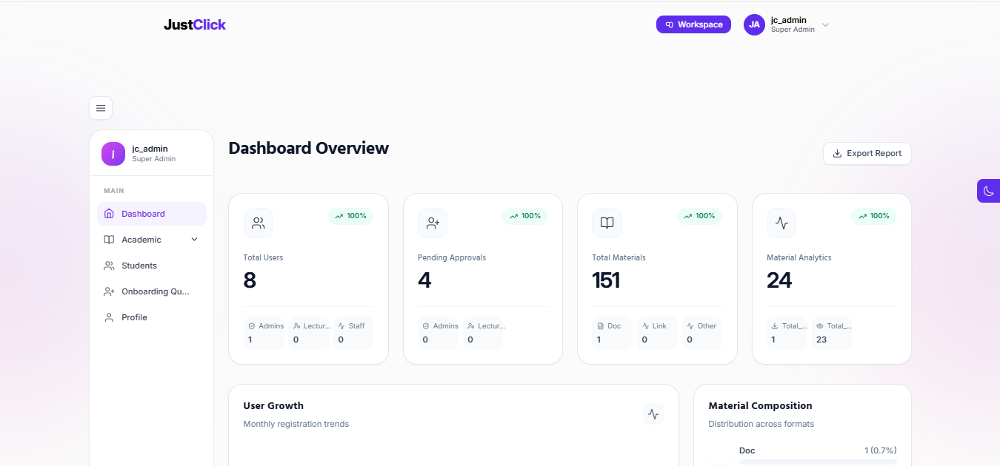 JustClick
Workspace
JA
jc_admin
Super Admin
j
jc_admin
Super Admin
MAIN
Dashboard
Academic
Students
Onboarding Qu...
Profile
Dashboard Overview
Export Report
100%
Total Users
8
Admins
1
Lectur...
0
Staff
0
100%
Pending Approvals
4
Admins
0
Lectur...
0
100%
Total Materials
151
Doc
1
Link
0
Other
0
100%
Material Analytics
24
Total_...
1
Total_...
23
User Growth
Monthly registration trends
Material Composition
Distribution across formats
Doc
1 (0.7%)